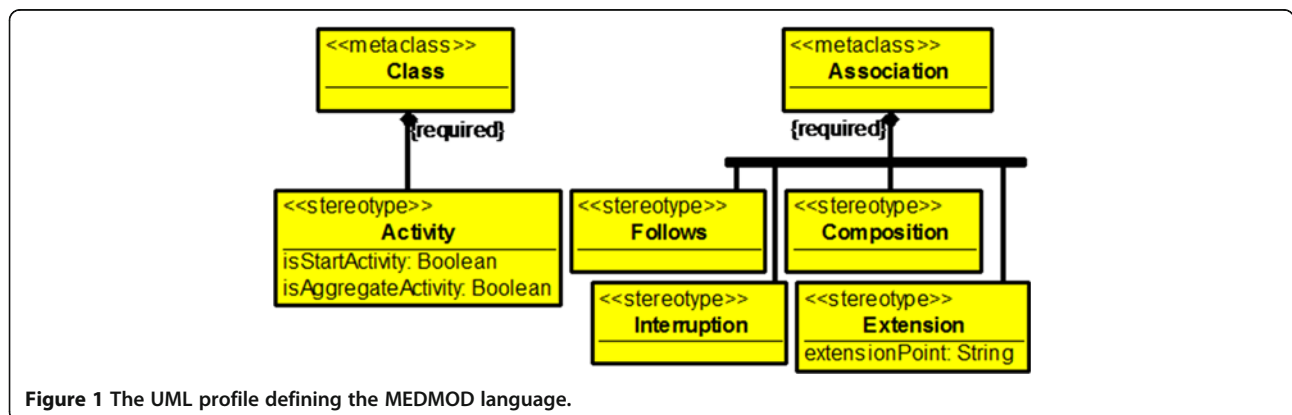 <<metaclass>>
Class
<<metaclass>>
Association
{required}
{required}
<<stereotype>>
Activity
isStartActivity: Boolean
isAggregateActivity: Boolean
<<stereotype>>
Follows
<<stereotype>>
Composition
<<stereotype>>
Interruption
<<stereotype>>
Extension
extensionPoint: String
Figure 1 The UML profile defining the MEDMOD language.